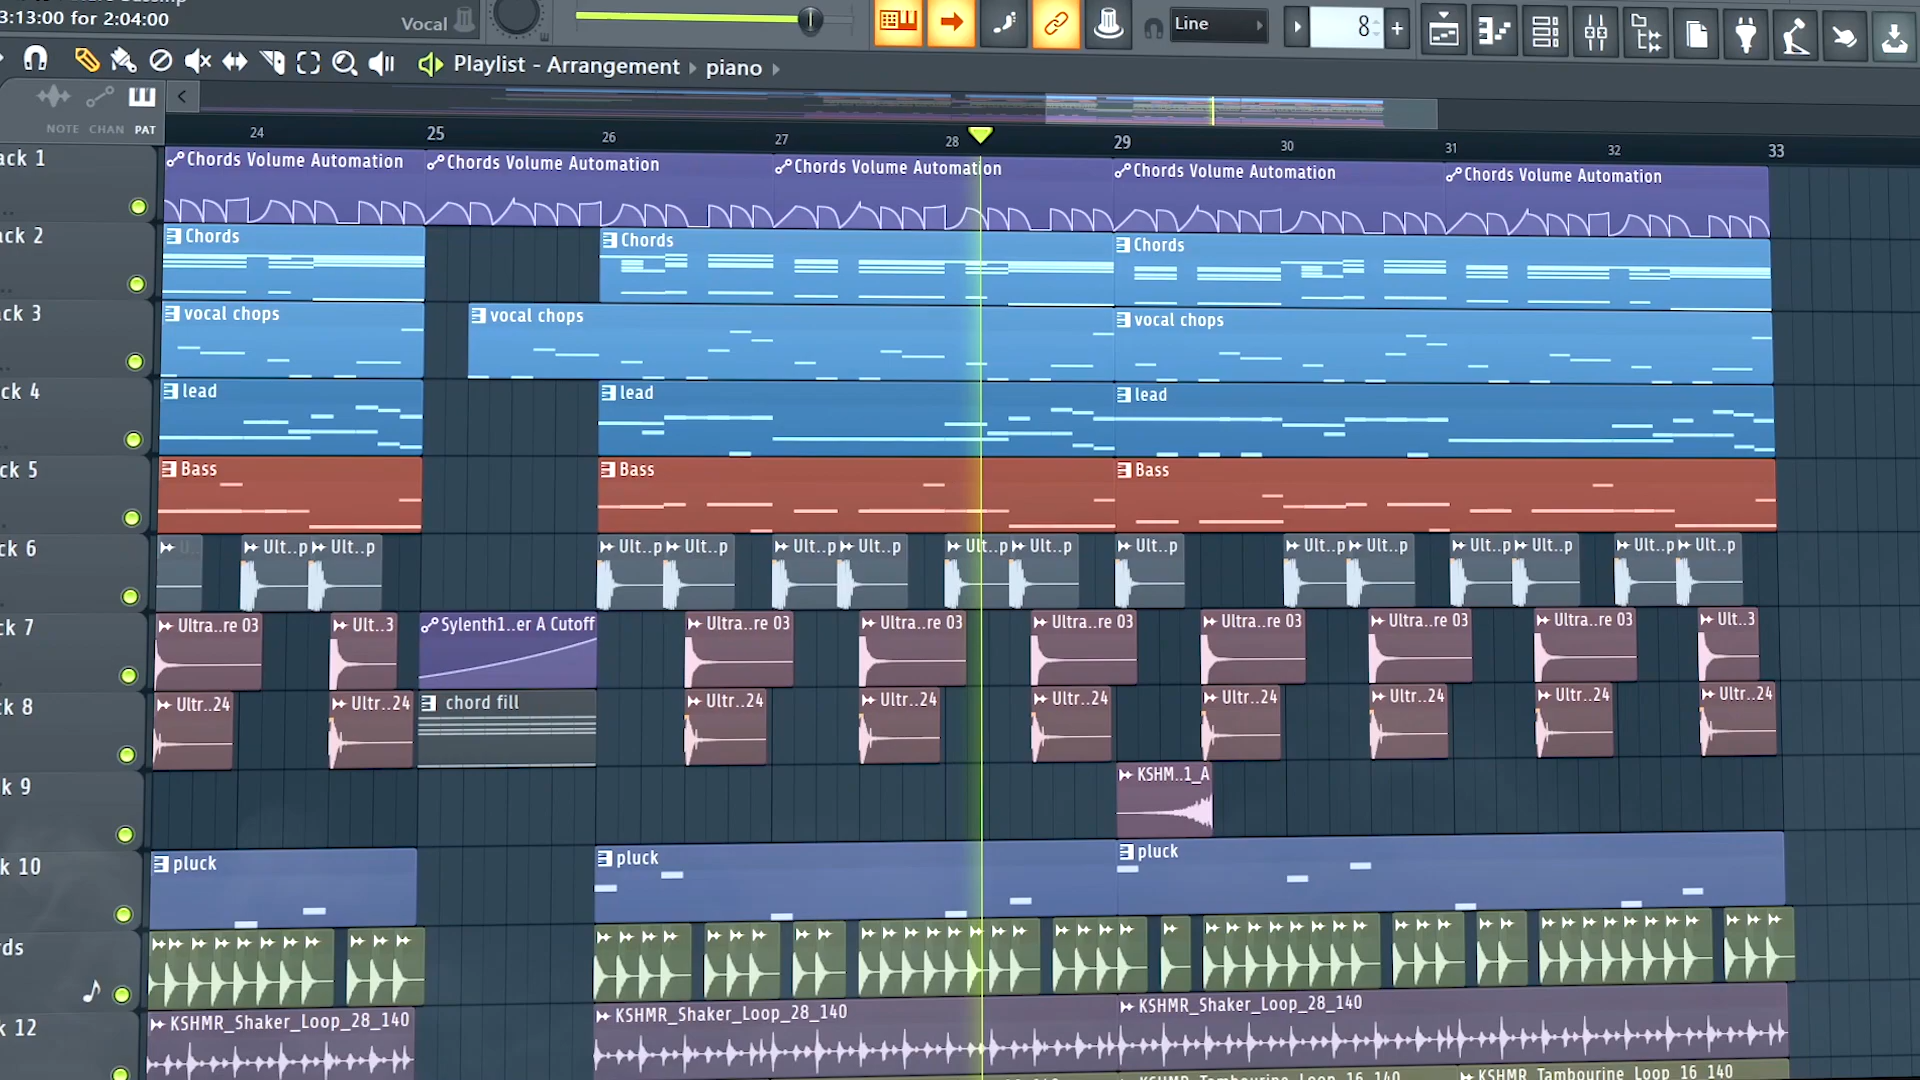 3:13:00 for 2:04:00
Vocal
Line
8
Playlist - Arrangement piano
NOTE CHAN PAT
24 25 26 27 28 29 30 31 32 33
ack 1
Chords Volume Automation Chords Volume Automation Chords Volume Automation Chords Volume Automation Chords Volume Automation
ack 2
Chords Chords Chords
ack 3
vocal chops vocal chops vocal chops
ack 4
lead lead lead
ck 5
Bass Bass Bass
ck 6
U.. Ult..p Ult..p Ult..p Ult..p Ult..p Ult..p Ult..p Ult..p Ult..p Ult..p Ult..p Ult..p Ult..p Ult..p Ult..p
ck 7
Ultra..re 03 Ult..3 Sylenth1..er A Cutoff Ultra..re 03 Ultra..re 03 Ultra..re 03 Ultra..re 03 Ultra..re 03 Ultra..re 03 Ult..3
ck 8
Ultr..24 Ultr..24 chord fill Ultr..24 Ultr..24 Ultr..24 Ultr..24 Ultr..24 Ultr..24 Ultr..24
k 9
KSHM..1_A
k 10
pluck pluck pluck
ds
k 12
KSHMR_Shaker_Loop_28_140 KSHMR_Shaker_Loop_28_140 KSHMR_Shaker_Loop_28_140
KSHMR_Tambourine_Loop_16_140 KSHMR_Tambourine_Loop_16_140